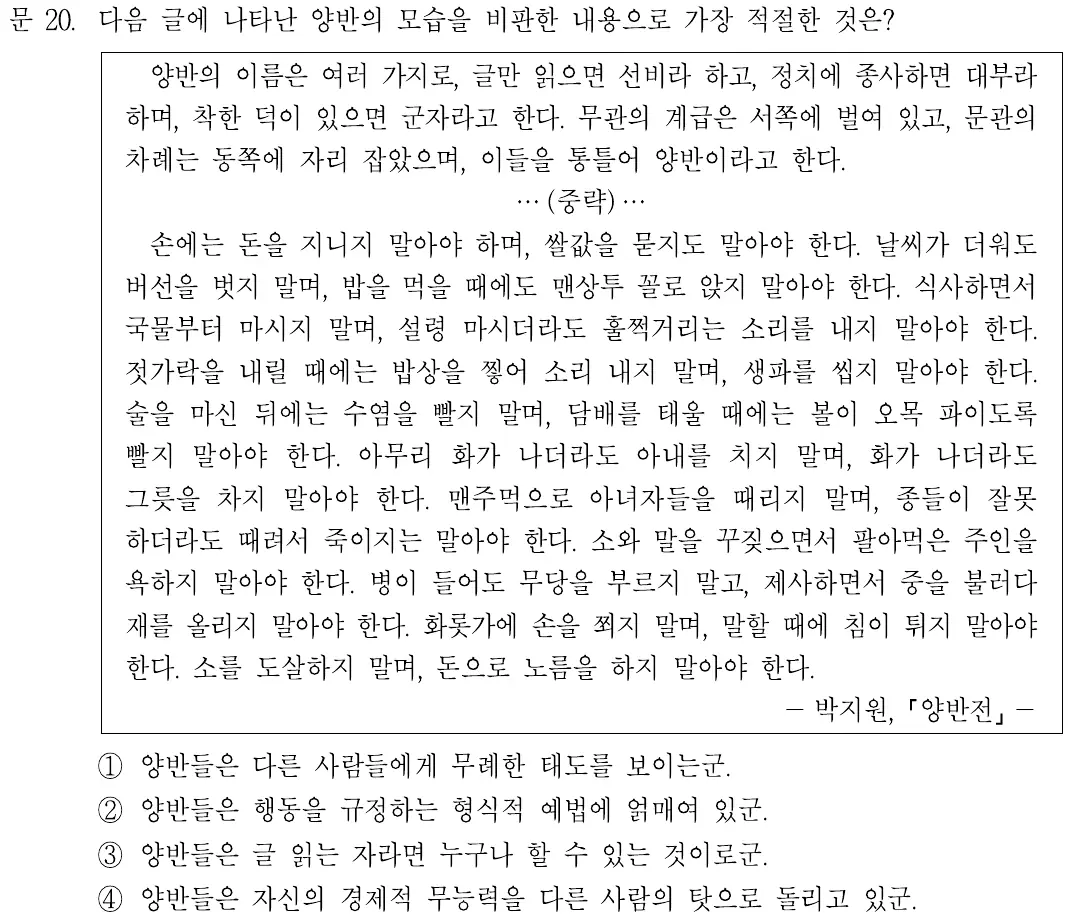 문 20. 다음 글에 나타난 양반의 모습을 비판한 내용으로 가장 적절한 것은?
양반의 이름은 여러 가지로, 글만 읽으면 선비라 하고, 정치에 종사하면 대부라
하며, 착한 덕이 있으면 군자라고 한다. 무관의 계급은 서쪽에 벌여 있고, 문관의
차례는 동쪽에 자리 잡았으며, 이들을 통틀어 양반이라고 한다.
…(중략)…
손에는 돈을 지니지 말아야 하며, 쌀값을 묻지도 말아야 한다. 날씨가 더워도
버선을 벗지 말며, 밥을 먹을 때에도 맨상투 꼴로 앉지 말아야 한다. 식사하면서
국물부터 마시지 말며, 설령 마시더라도 훌쩍거리는 소리를 내지 말아야 한다.
젓가락을 내릴 때에는 밥상을 찧어 소리 내지 말며, 생파를 씹지 말아야 한다.
술을 마신 뒤에는 수염을 빨지 말며, 담배를 태울 때에는 볼이 오목 파이도록
빨지 말아야 한다. 아무리 화가 나더라도 아내를 치지 말며, 화가 나더라도
그릇을 차지 말아야 한다. 맨주먹으로 아녀자들을 때리지 말며, 종들이 잘못
하더라도 때려서 죽이지는 말아야 한다. 소와 말을 꾸짖으면서 팔아먹은 주인을
욕하지 말아야 한다. 병이 들어도 무당을 부르지 말고, 제사하면서 중을 불러다
재를 올리지 말아야 한다. 화롯가에 손을 쬐지 말며, 말할 때에 침이 튀지 말아야
한다. 소를 도살하지 말며, 돈으로 노름을 하지 말아야 한다.
－ 박지원, ｢양반전｣ －
① 양반들은 다른 사람들에게 무례한 태도를 보이는군.
② 양반들은 행동을 규정하는 형식적 예법에 얽매여 있군.
③ 양반들은 글 읽는 자라면 누구나 할 수 있는 것이로군.
④ 양반들은 자신의 경제적 무능력을 다른 사람의 탓으로 돌리고 있군.